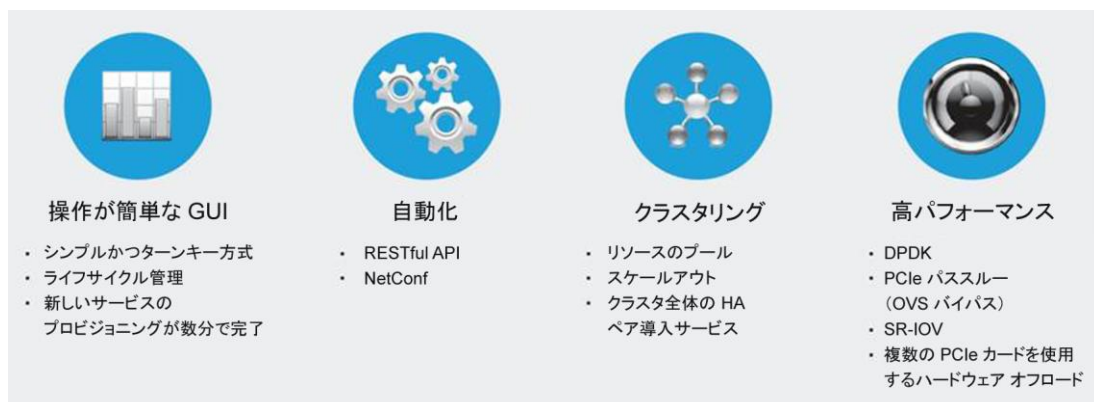 操作が簡単な GUI
・ シンプルかつターンキー方式
・ ライフサイクル管理
・ 新しいサービスの
プロビジョニングが数分で完了
自動化
・ RESTful API
・ NetConf
クラスタリング
・ リソースのプール
・ スケールアウト
・ クラスタ全体の HA
ペア導入サービス
高パフォーマンス
・ DPDK
・ PCIe パススルー
（OVS バイパス）
・ SR-IOV
・ 複数の PCIe カードを使用
するハードウェア オフロード